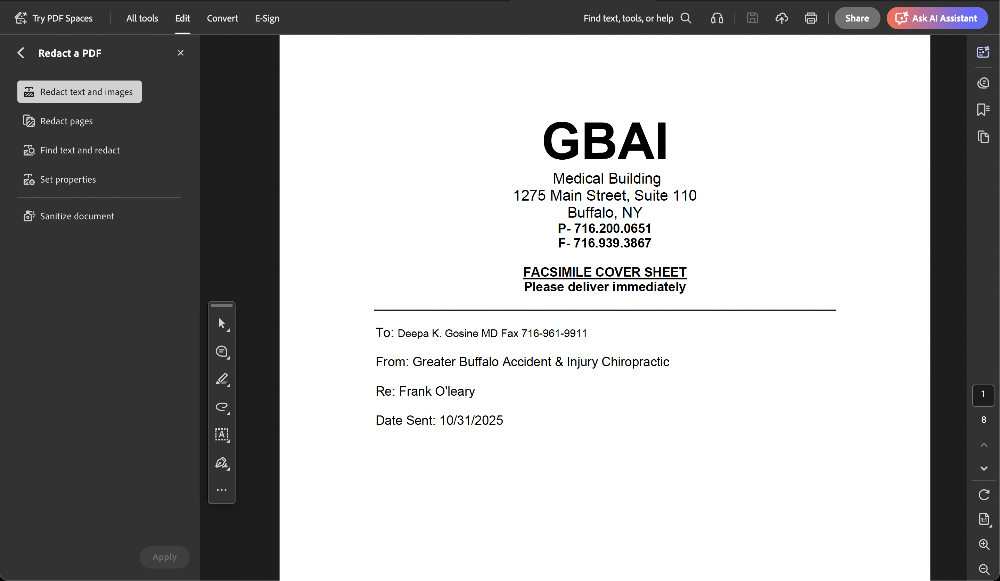 Try PDF Spaces
All tools
Edit
Convert
E-Sign
Find text, tools, or help
Share
Ask AI Assistant
Redact a PDF
Redact text and images
Redact pages
Find text and redact
Set properties
Sanitize document
Apply
GBAI
Medical Building
1275 Main Street, Suite 110
Buffalo, NY
P- 716.200.0651
F- 716.939.3867
FACSIMILE COVER SHEET
Please deliver immediately
To: Deepa K. Gosine MD Fax 716-961-9911
From: Greater Buffalo Accident & Injury Chiropractic
Re: Frank O'leary
Date Sent: 10/31/2025
A
1
8
1:1